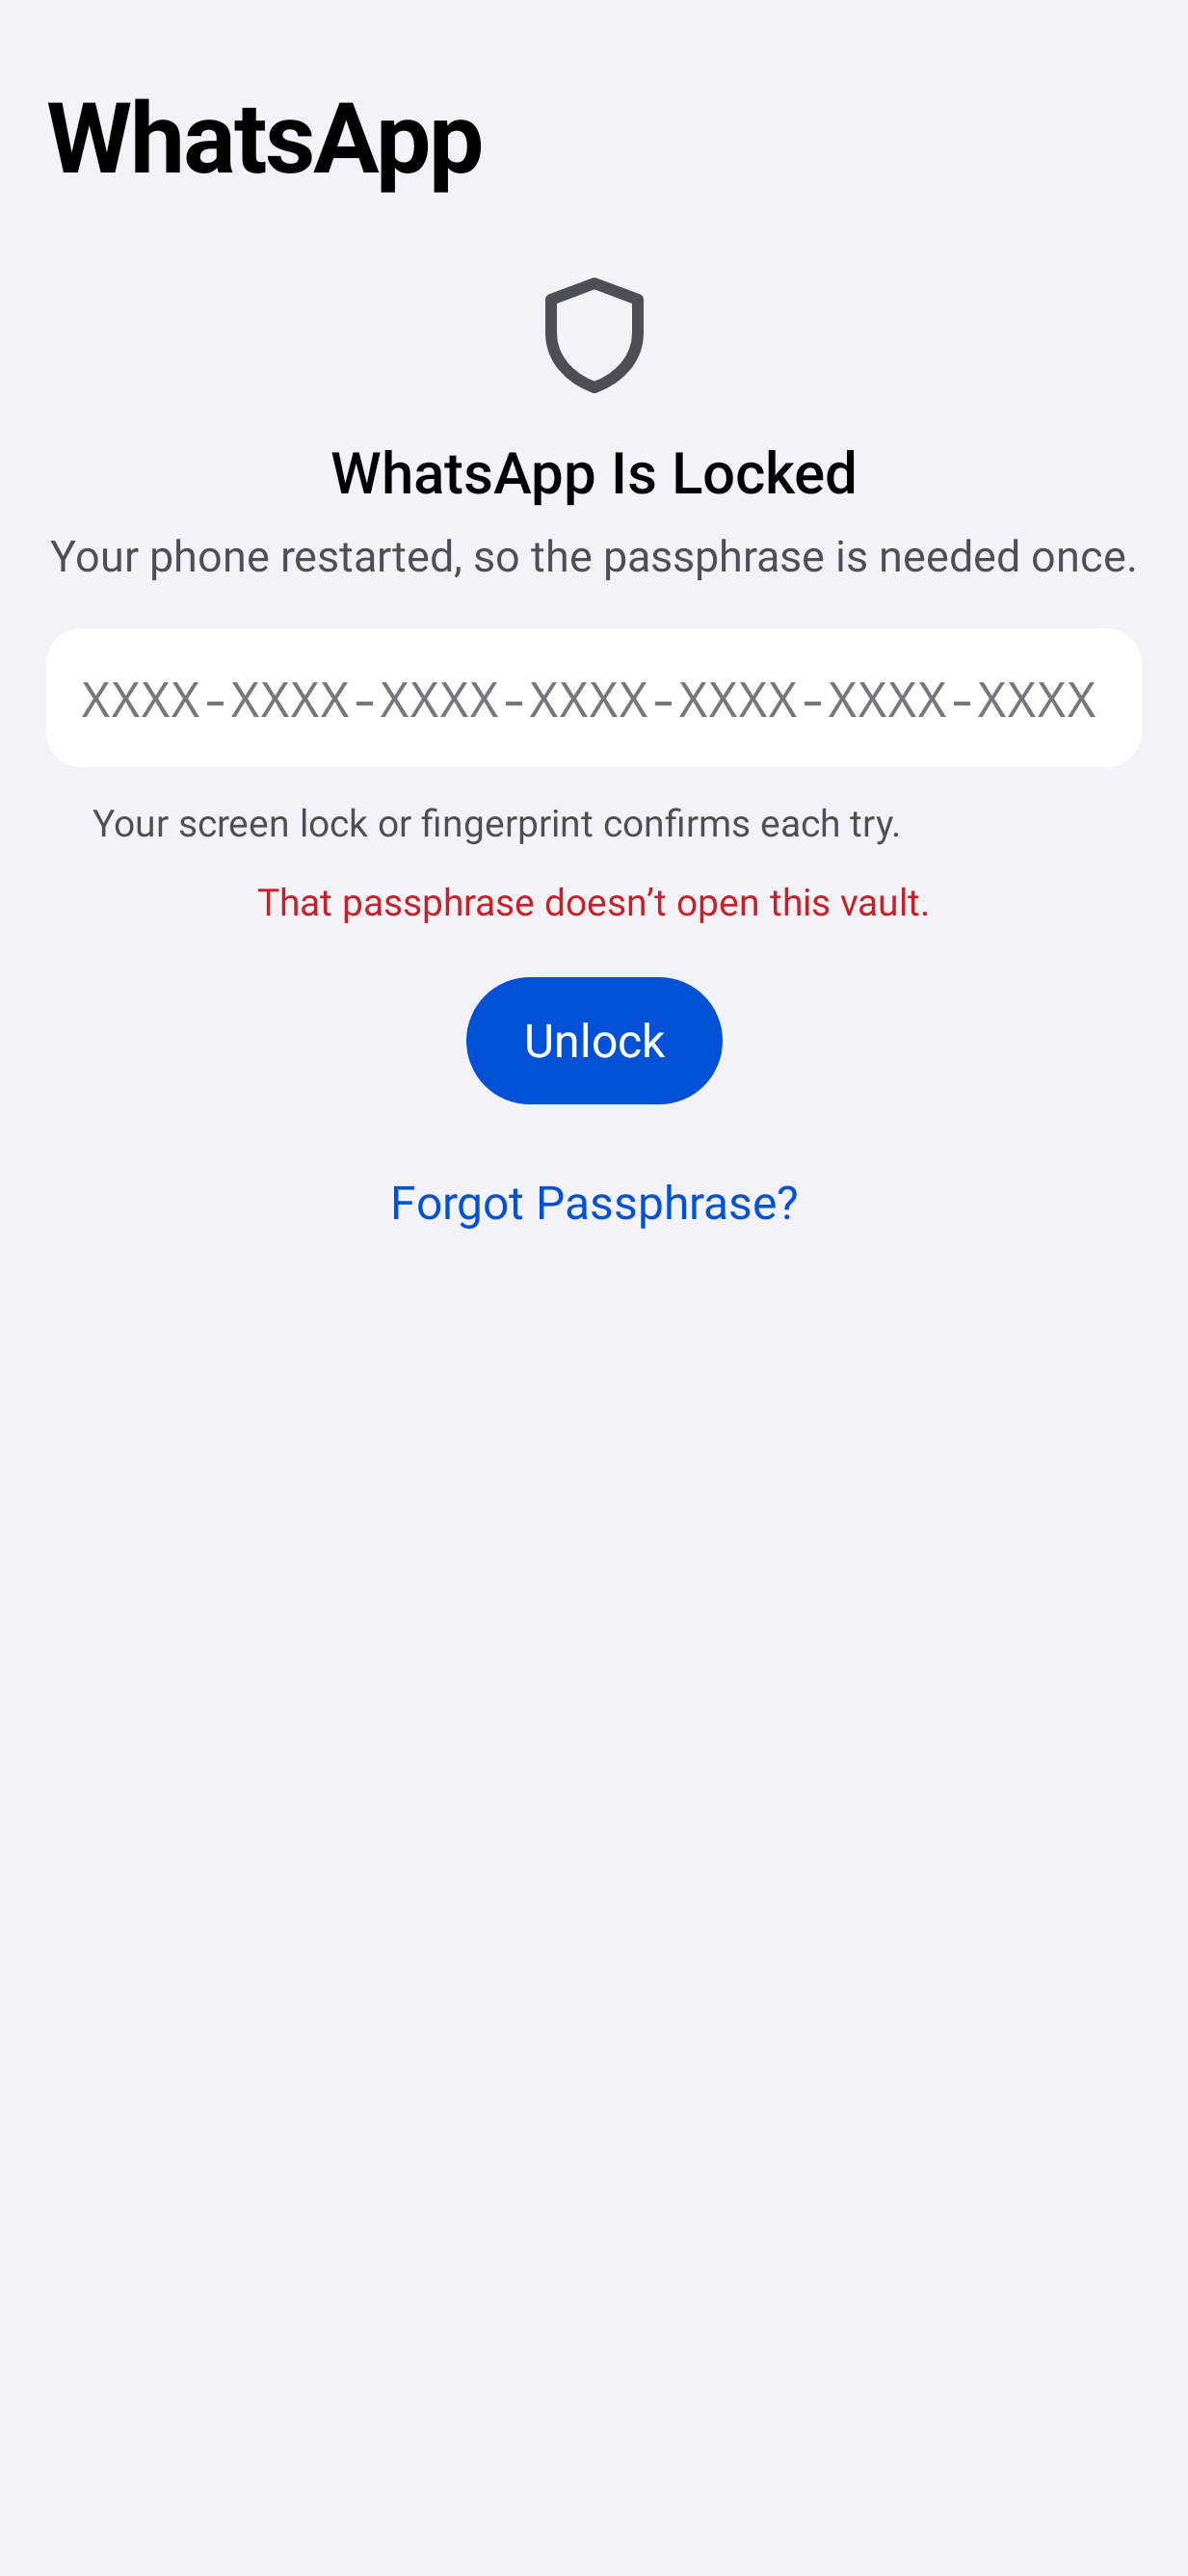 WhatsApp
WhatsApp Is Locked
Your phone restarted, so the passphrase is needed once.
XXXX-XXXX-XXXX-XXXX-XXXX-XXXX-XXXX
Your screen lock or fingerprint confirms each try.
That passphrase doesn’t open this vault.
Unlock
Forgot Passphrase?